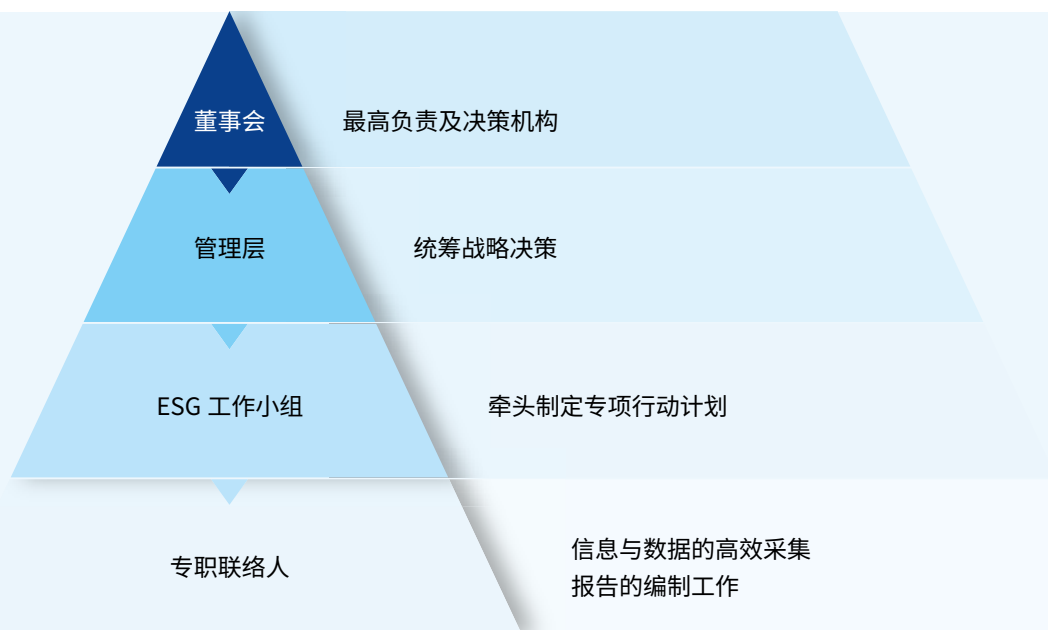 董事会
最高负责及决策机构
管理层
统筹战略决策
ESG 工作小组
牵头制定专项行动计划
专职联络人
信息与数据的高效采集
报告的编制工作